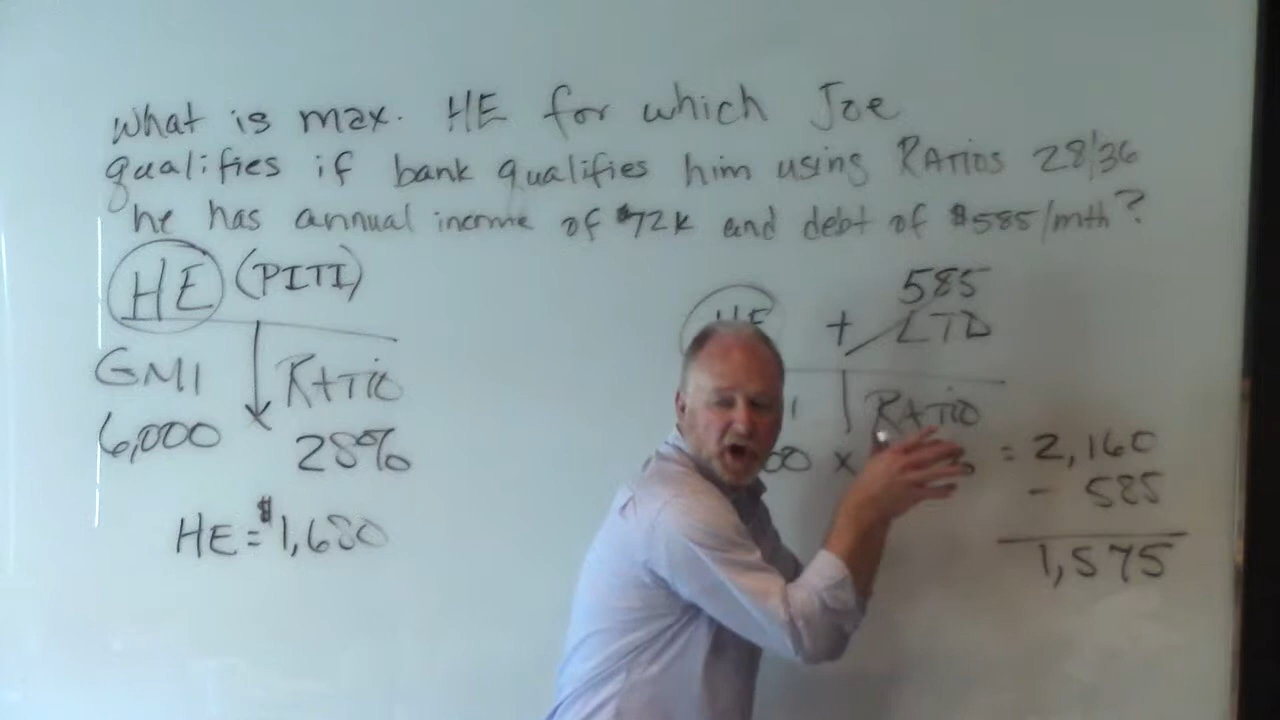 What is max. HE for which Joe
qualifies if bank qualifies him using RATIOS 28/36
he has annual income of $72K and debt of $585/mth?
HE (PITI)
GMI RATIO
6,000 28%
HE = $1,680
585
HE + LTD
RATIO
00 x = 2,160
- 585
1,575